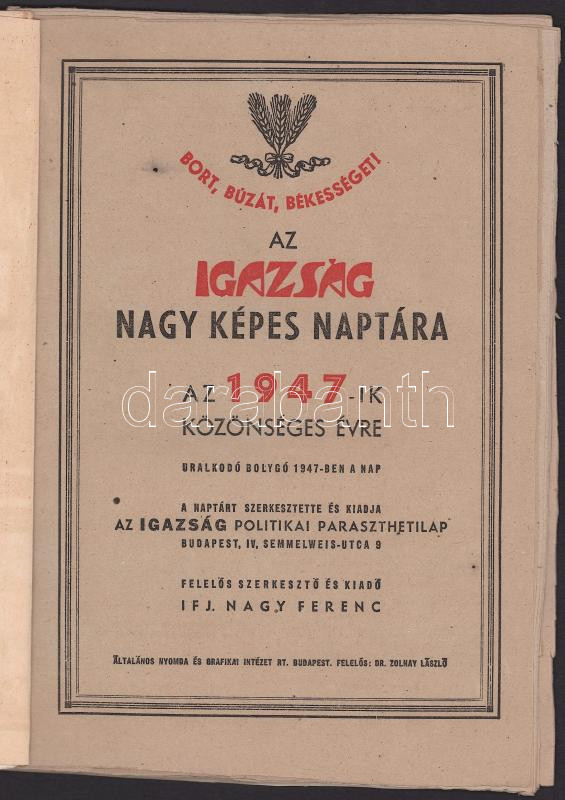 BORT, BÚZÁT, BÉKESSÉGET!
AZ
IGAZSÁG
NAGY KÉPES NAPTÁRA
AZ 1947-IK
KÖZÖNSÉGES ÉVRE
darabanth
URALKODÓ BOLYGÓ 1947-BEN A NAP
A NAPTÁRT SZERKESZTETTE ÉS KIADJA
AZ IGAZSÁG POLITIKAI PARASZTHETILAP
BUDAPEST, IV, SEMMELWEIS-UTCA 9
FELELŐS SZERKESZTŐ ÉS KIADÓ
IFJ. NAGY FERENC
ÁLTALÁNOS NYOMDA ÉS GRAFIKAI INTÉZET RT. BUDAPEST. FELELŐS: DR. ZOLNAY LÁSZLÓ